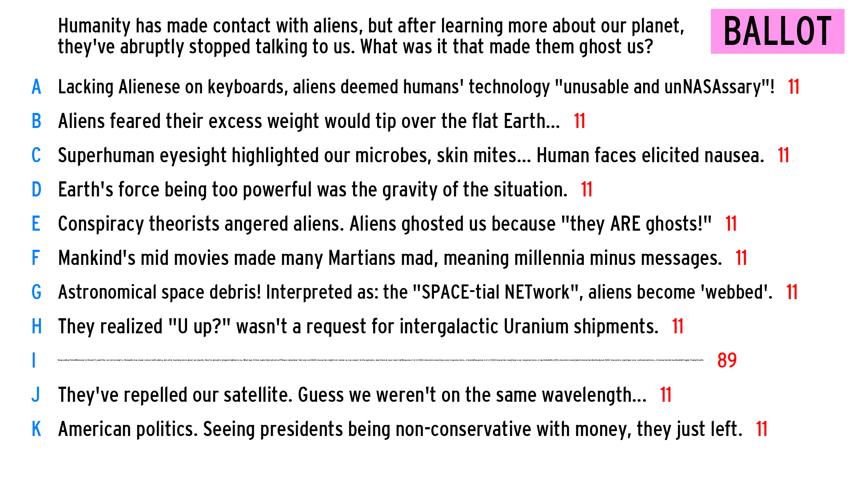 Humanity has made contact with aliens, but after learning more about our planet,
they've abruptly stopped talking to us. What was it that made them ghost us?
BALLOT
A Lacking Alienese on keyboards, aliens deemed humans' technology "unusable and unNASAssary"! 11
B Aliens feared their excess weight would tip over the flat Earth... 11
C Superhuman eyesight highlighted our microbes, skin mites... Human faces elicited nausea. 11
D Earth's force being too powerful was the gravity of the situation. 11
E Conspiracy theorists angered aliens. Aliens ghosted us because "they ARE ghosts!" 11
F Mankind's mid movies made many Martians mad, meaning millennia minus messages. 11
G Astronomical space debris! Interpreted as: the "SPACE-tial NETwork", aliens become 'webbed'. 11
H They realized "U up?" wasn't a request for intergalactic Uranium shipments. 11
I 89
J They've repelled our satellite. Guess we weren't on the same wavelength... 11
K American politics. Seeing presidents being non-conservative with money, they just left. 11